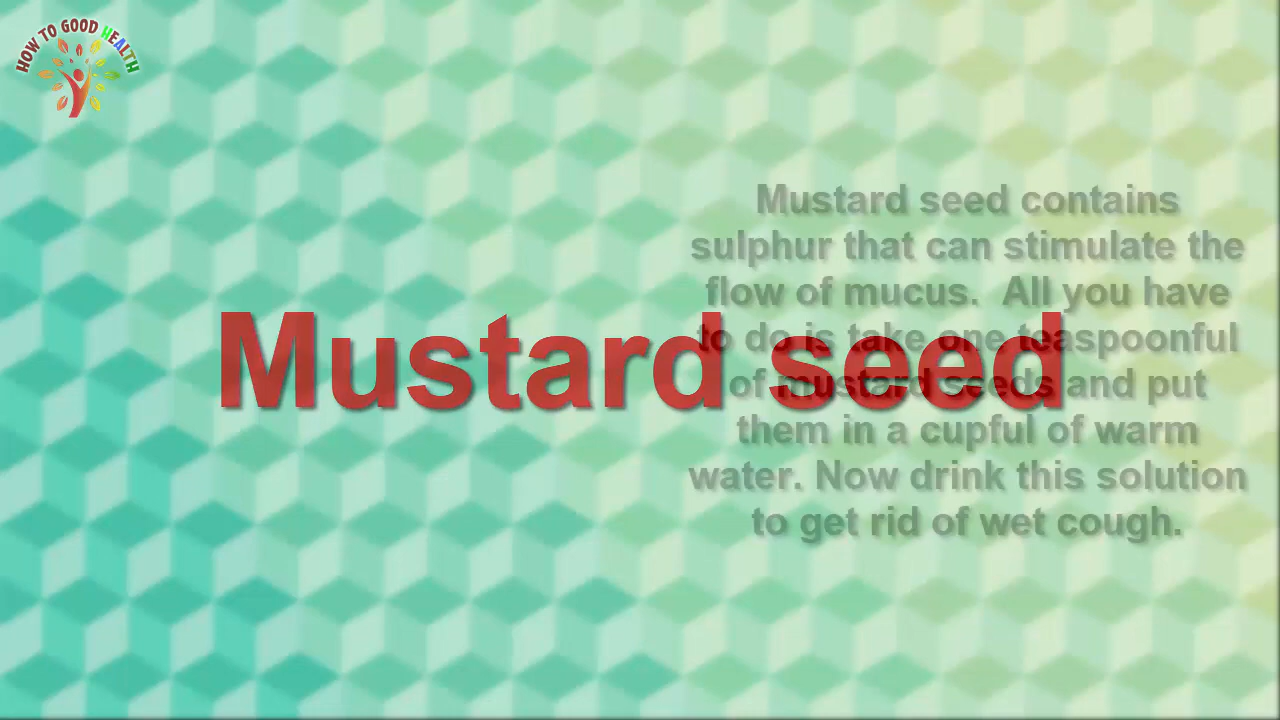 HOW TO GOOD HEALTH
Mustard seed contains
sulphur that can stimulate the
flow of mucus.  All you have
to do is take one teaspoonful
of mustard seeds and put
them in a cupful of warm
water. Now drink this solution
to get rid of wet cough.
Mustard seed